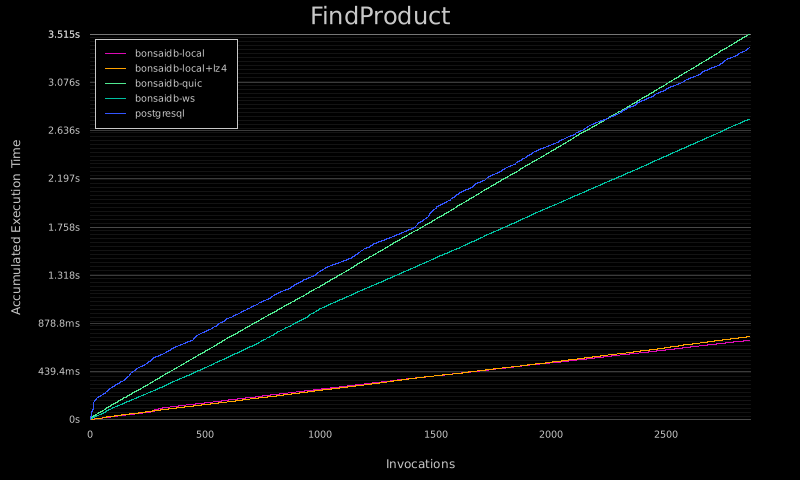 FindProduct
3.515s
3.076s
2.636s
2.197s
1.758s
1.318s
878.8ms
439.4ms
0s
bonsaidb-local
bonsaidb-local+lz4
bonsaidb-quic
bonsaidb-ws
postgresql
Accumulated Execution Time
0 500 1000 1500 2000 2500
Invocations